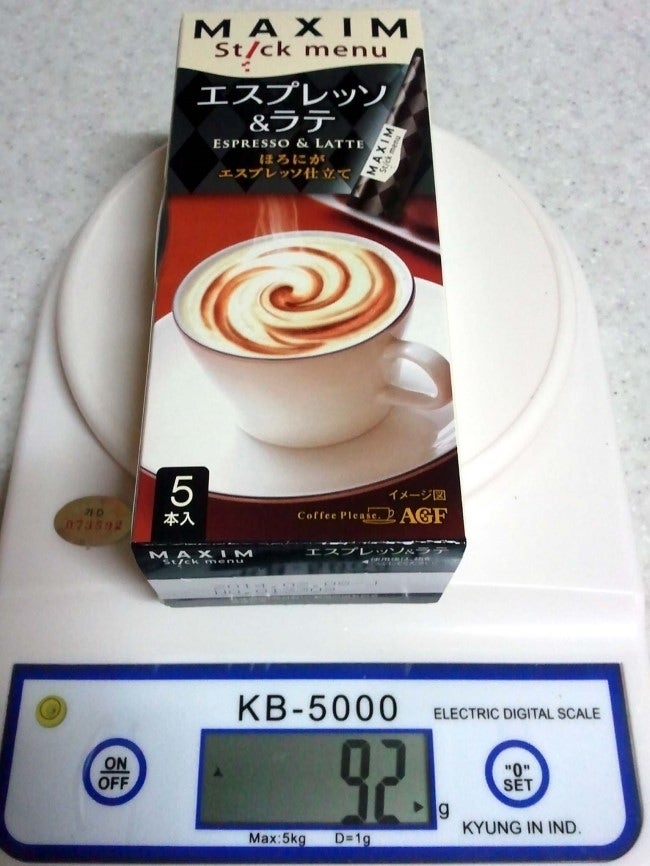 MAXIM
St!ck menu
エスプレッソ
&ラテ
ESPRESSO & LATTE
ほろにが
エスプレッソ仕立て
MAXIM
Stick menu
5
本入
イメージ図
Coffee Please. AGF
MAXIM
St!ck menu
エスプレッソ&ラテ
073592
KB-5000
ELECTRIC DIGITAL SCALE
ON
OFF
92
g
"0"
SET
Max:5kg D=1g
KYUNG IN IND.